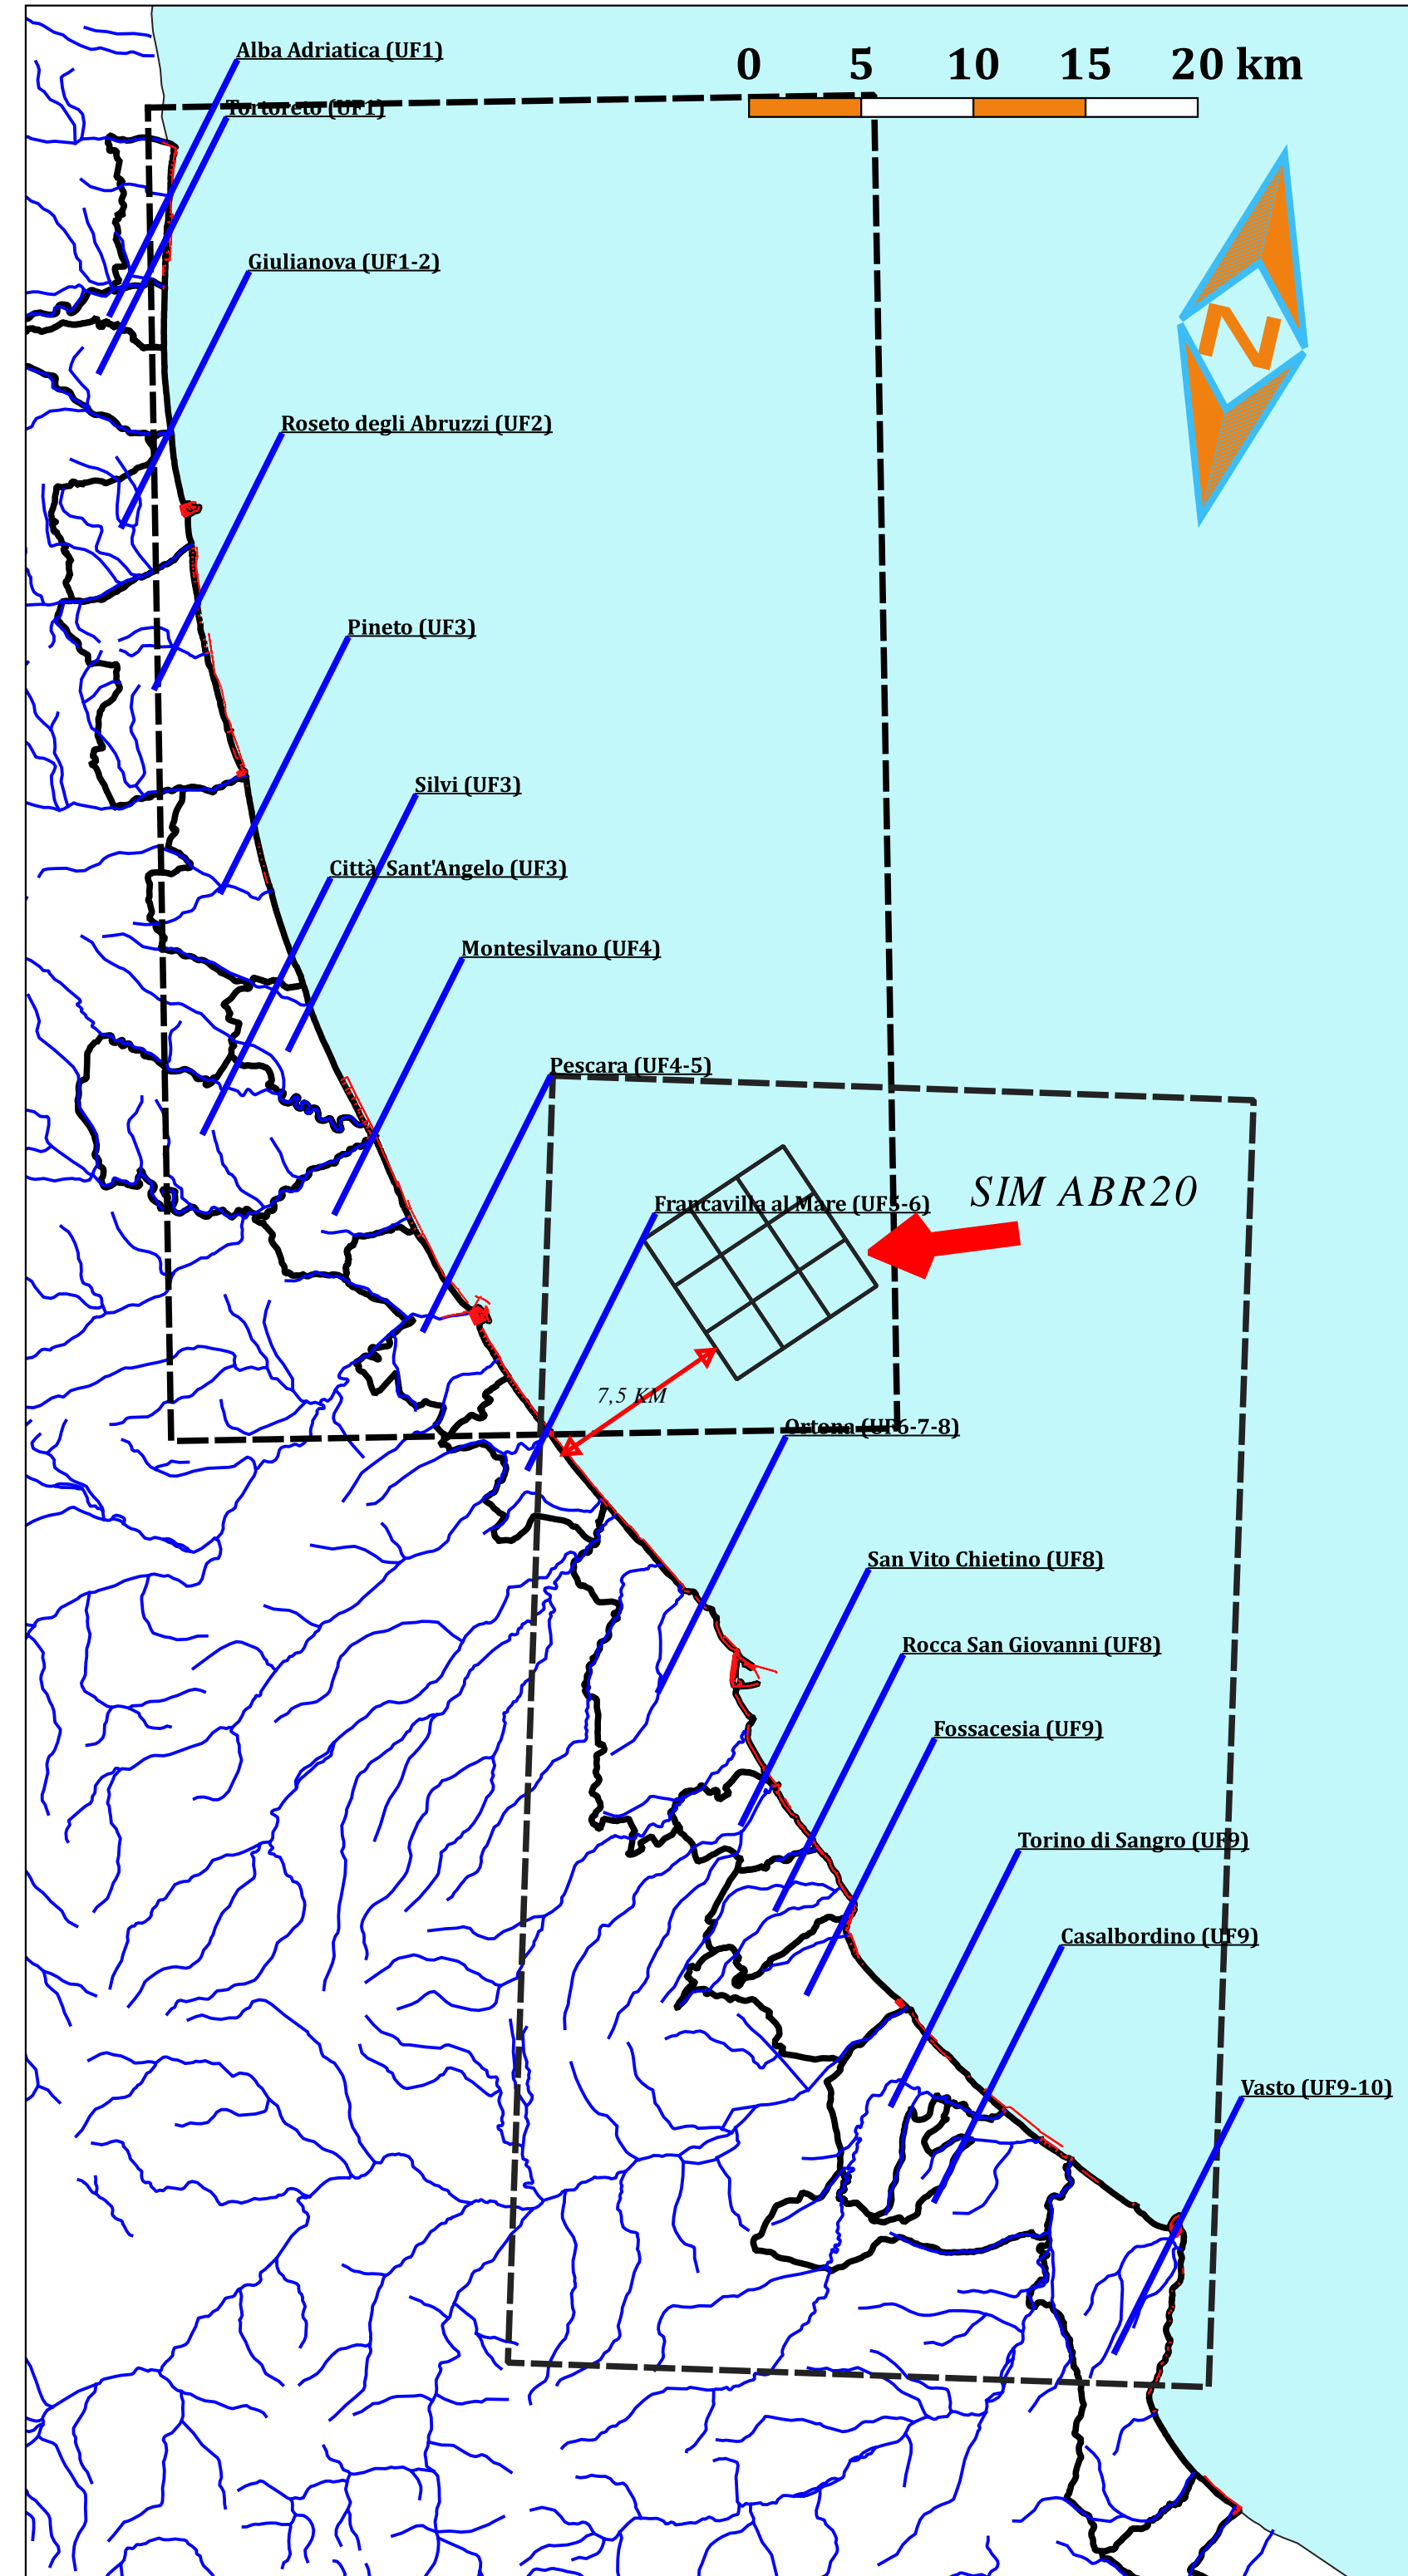 Alba Adriatica (UF1)
0 5 10 15 20 km
Tortoreto (UF1)
Giulianova (UF1-2)
N
Roseto degli Abruzzi (UF2)
Pineto (UF3)
Silvi (UF3)
Città Sant'Angelo (UF3)
Montesilvano (UF4)
Pescara (UF4-5)
SIM ABR20
Francavilla al Mare (UF5-6)
7,5 KM
Ortona (UF6-7-8)
San Vito Chietino (UF8)
Rocca San Giovanni (UF8)
Fossacesia (UF9)
Torino di Sangro (UF9)
Casalbordino (UF9)
Vasto (UF9-10)